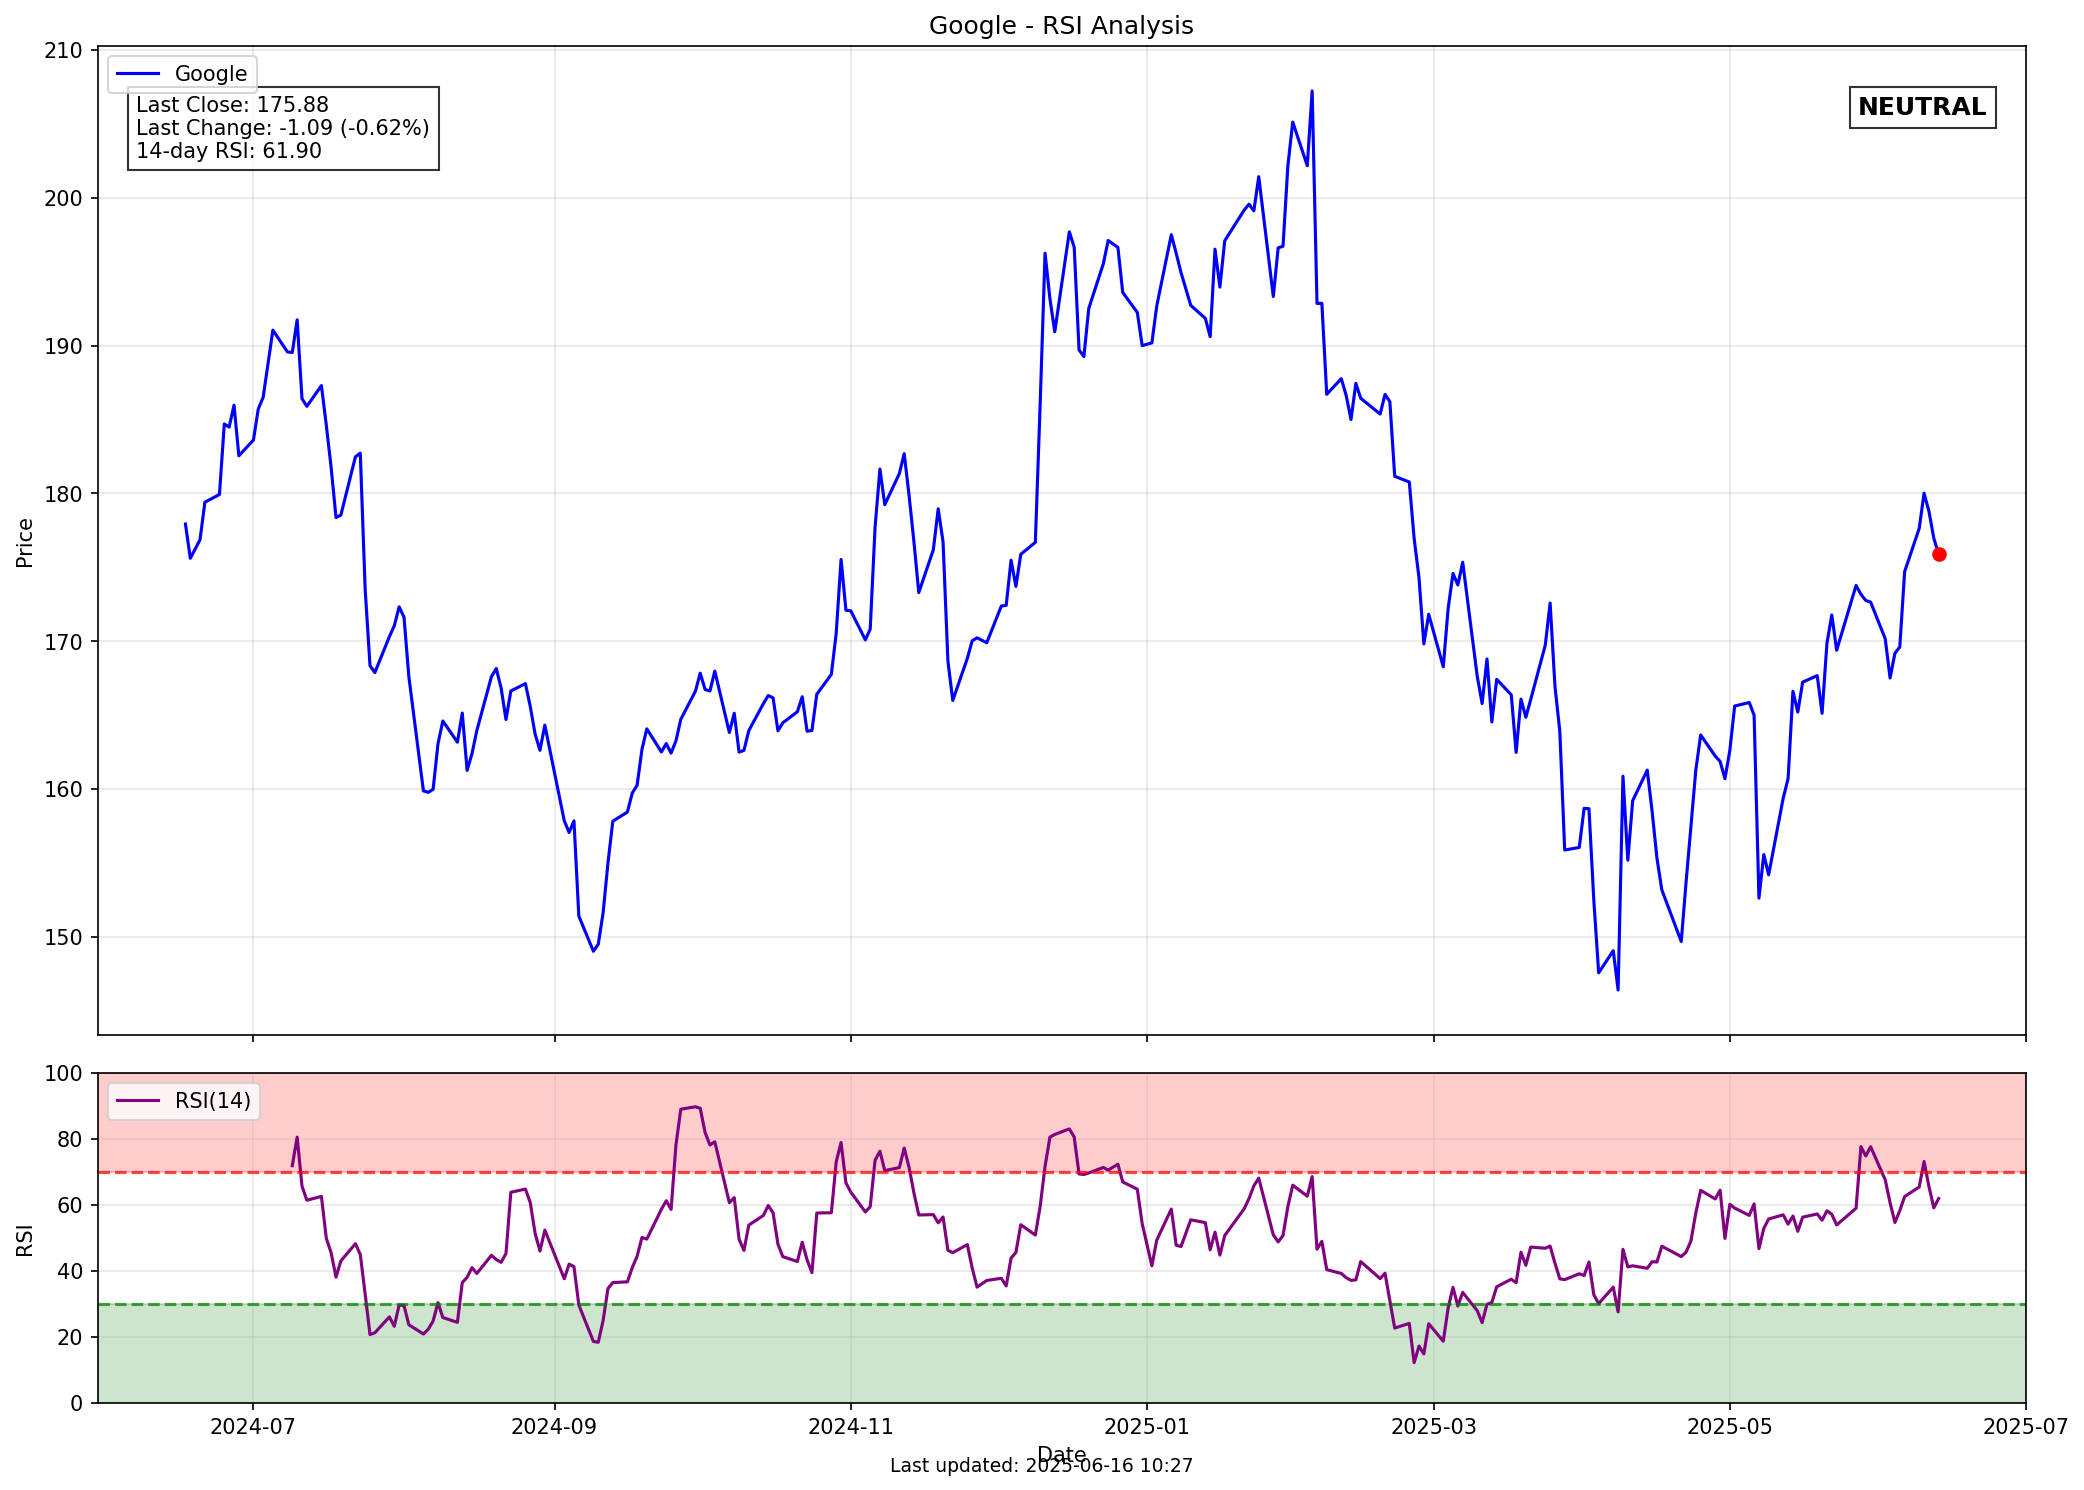 Google - RSI Analysis
Google
Last Close: 175.88
Last Change: -1.09 (-0.62%)
14-day RSI: 61.90
NEUTRAL
210
200
190
180
170
160
150
Price
RSI(14)
100
80
60
40
20
0
RSI
2024-07 2024-09 2024-11 2025-01 2025-03 2025-05 2025-07
Date
Last updated: 2025-06-16 10:27